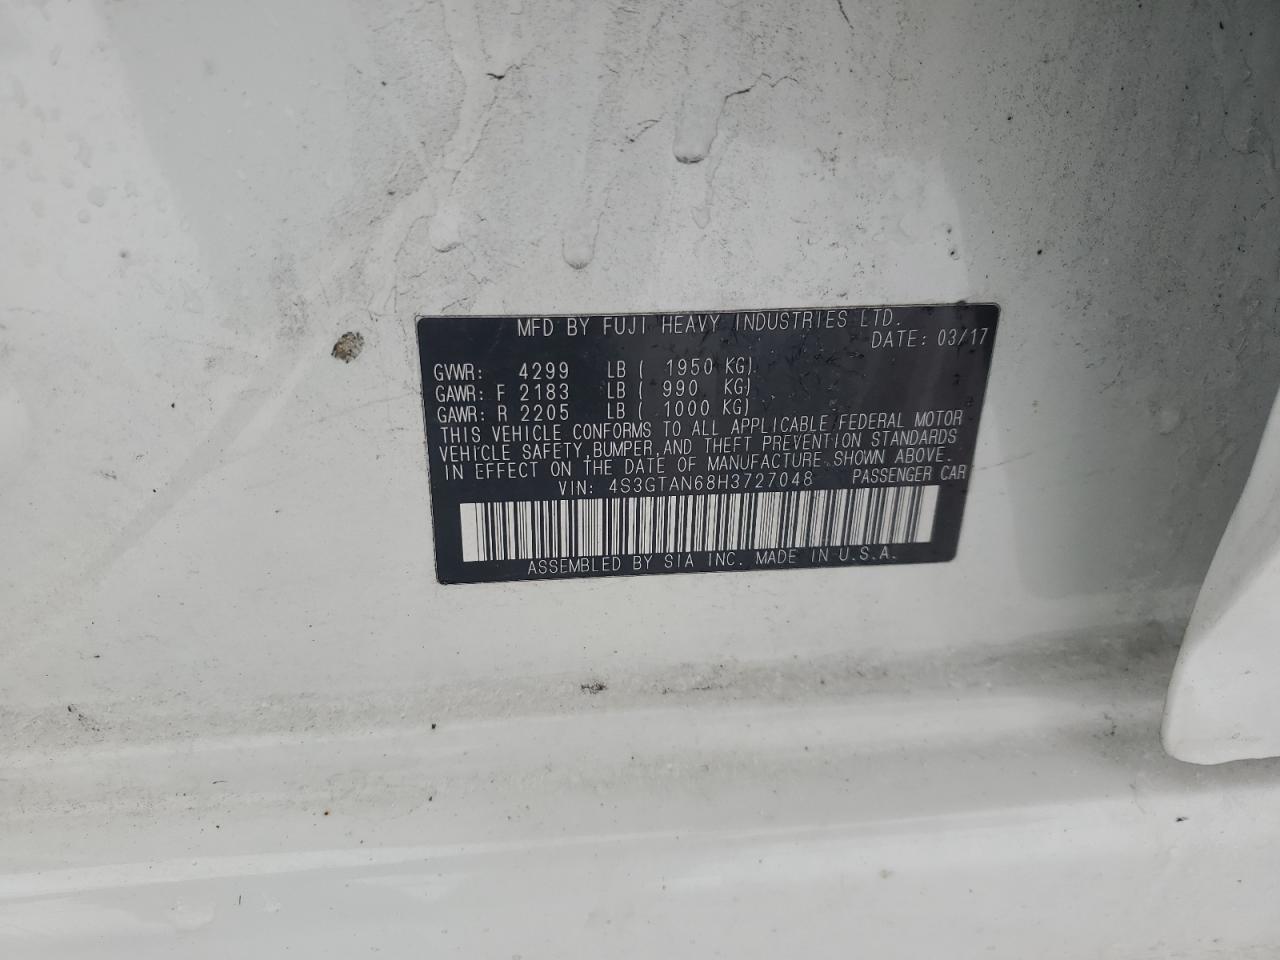 MFD BY FUJI HEAVY INDUSTRIES LTD.
DATE: 03/17
GVWR: 4299 LB ( 1950 KG)
GAWR: F 2183 LB ( 990 KG)
GAWR: R 2205 LB ( 1000 KG)
THIS VEHICLE CONFORMS TO ALL APPLICABLE FEDERAL MOTOR
VEHICLE SAFETY, BUMPER, AND THEFT PREVENTION STANDARDS
IN EFFECT ON THE DATE OF MANUFACTURE SHOWN ABOVE.
VIN: 4S3GTAN68H3727048 PASSENGER CAR
ASSEMBLED BY SIA INC. MADE IN U.S.A.